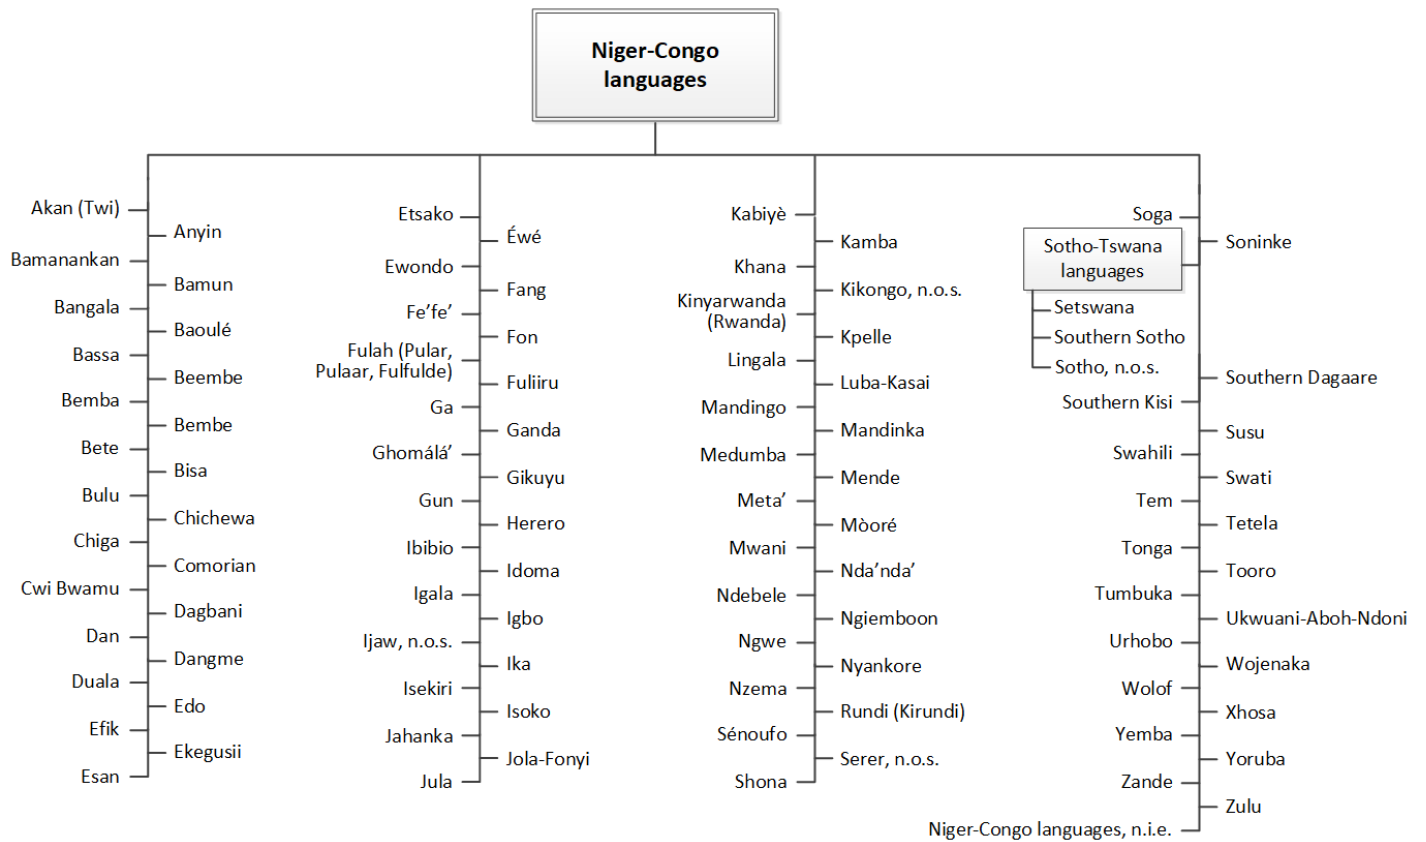 Niger-Congo
languages
Akan (Twi)
Anyin
Bamanankan
Bamun
Bangala
Baoulé
Bassa
Beembe
Bemba
Bembe
Bete
Bisa
Bulu
Chichewa
Chiga
Comorian
Cwi Bwamu
Dagbani
Dan
Dangme
Duala
Edo
Efik
Ekegusii
Esan
Etsako
Éwé
Ewondo
Fang
Fe’fe’
Fon
Fulah (Pular,
Pulaar, Fulfulde)
Fuliiru
Ga
Ganda
Ghomálá’
Gikuyu
Gun
Herero
Ibibio
Idoma
Igala
Igbo
Ijaw, n.o.s.
Ika
Isekiri
Isoko
Jahanka
Jola-Fonyi
Jula
Kabiyè
Kamba
Khana
Kikongo, n.o.s.
Kinyarwanda
(Rwanda)
Kpelle
Lingala
Luba-Kasai
Mandingo
Mandinka
Medumba
Mende
Meta’
Mòoré
Mwani
Nda’nda’
Ndebele
Ngiemboon
Ngwe
Nyankore
Nzema
Rundi (Kirundi)
Sénoufo
Serer, n.o.s.
Shona
Soga
Soninke
Sotho-Tswana
languages
Setswana
Southern Sotho
Sotho, n.o.s.
Southern Dagaare
Southern Kisi
Susu
Swahili
Swati
Tem
Tetela
Tonga
Tooro
Tumbuka
Ukwuani-Aboh-Ndoni
Urhobo
Wojenaka
Wolof
Xhosa
Yemba
Yoruba
Zande
Zulu
Niger-Congo languages, n.i.e.